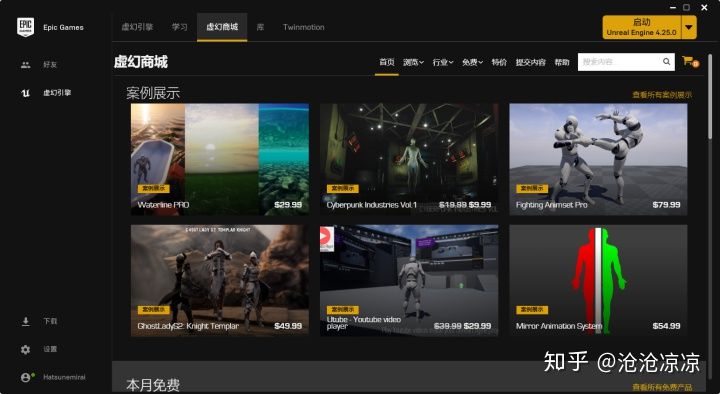 EPIC GAMES
Epic Games
虚幻引擎
学习
虚幻商城
库
Twinmotion
启动
Unreal Engine 4.25.0
好友
虚幻引擎
虚幻商城
首页
浏览
行业
免费
特价
提交内容
帮助
搜索内容...
0
案例展示
查看所有案例展示
案例展示
Waterline PRO
$29.99
案例展示
Cyberpunk Industries Vol.1
$19.99 $9.99
案例展示
Fighting Animset Pro
$79.99
GHOSTLADY S2: TEMPLAR KNIGHT
案例展示
GhostLadyS2: Knight Templar
$49.99
案例展示
Utube - Youtube video player
$39.99 $29.99
案例展示
Mirror Animation System
$54.99
下载
设置
Hatsunemirai
本月免费
查看所有免费产品
知乎 @沧沧凉凉